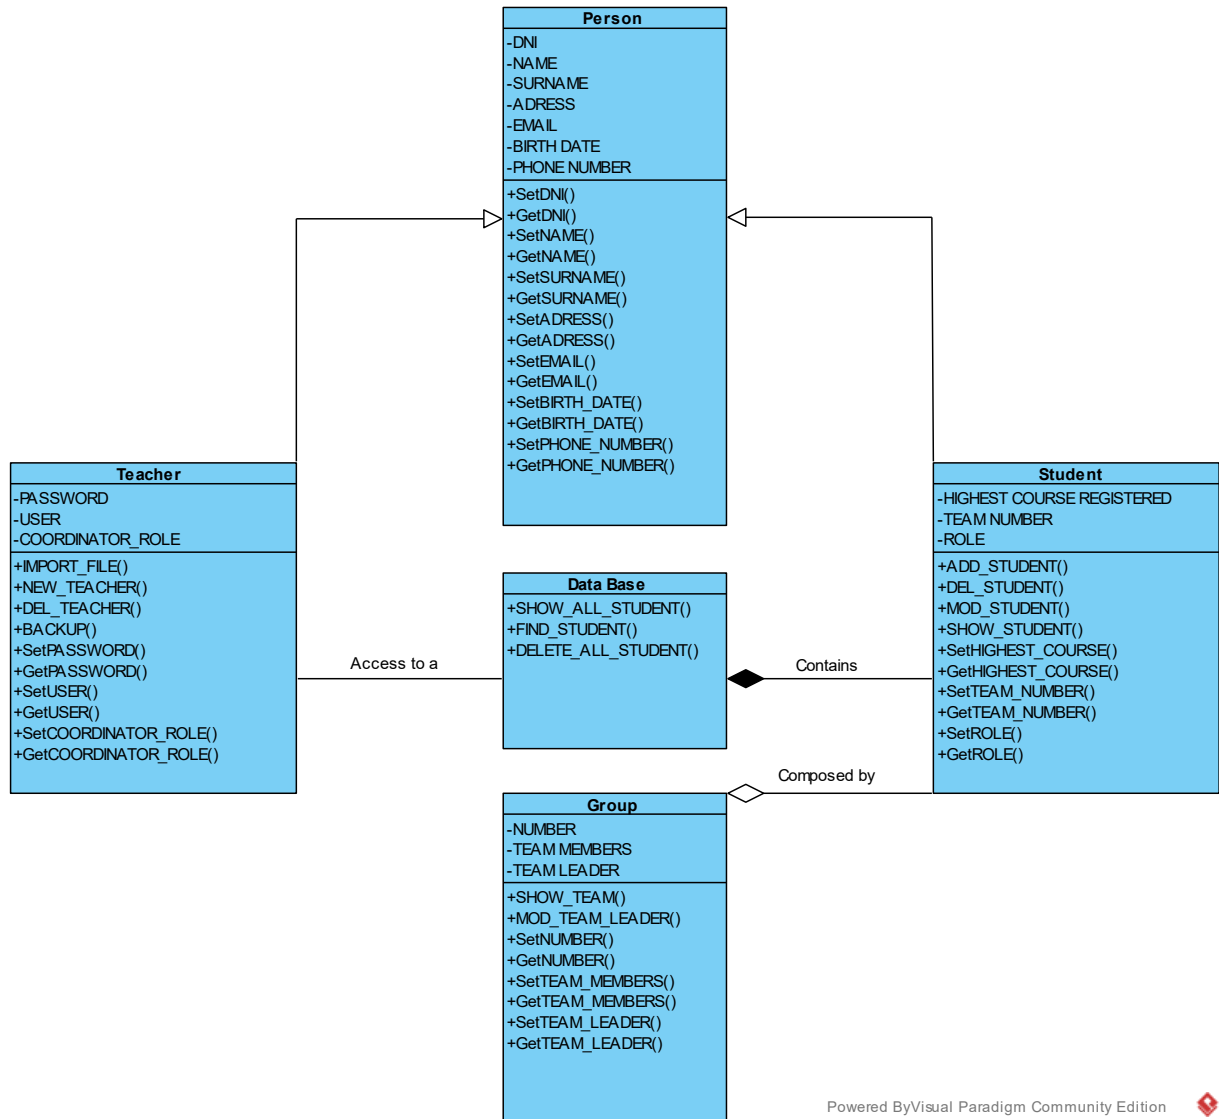 Person
-DNI
-NAME
-SURNAME
-ADRESS
-EMAIL
-BIRTH DATE
-PHONE NUMBER
+SetDNI()
+GetDNI()
+SetNAME()
+GetNAME()
+SetSURNAME()
+GetSURNAME()
+SetADRESS()
+GetADRESS()
+SetEMAIL()
+GetEMAIL()
+SetBIRTH_DATE()
+GetBIRTH_DATE()
+SetPHONE_NUMBER()
+GetPHONE_NUMBER()
Teacher
-PASSWORD
-USER
-COORDINATOR_ROLE
+IMPORT_FILE()
+NEW_TEACHER()
+DEL_TEACHER()
+BACKUP()
+SetPASSWORD()
+GetPASSWORD()
+SetUSER()
+GetUSER()
+SetCOORDINATOR_ROLE()
+GetCOORDINATOR_ROLE()
Access to a
Data Base
+SHOW_ALL_STUDENT()
+FIND_STUDENT()
+DELETE_ALL_STUDENT()
Contains
Student
-HIGHEST COURSE REGISTERED
-TEAM NUMBER
-ROLE
+ADD_STUDENT()
+DEL_STUDENT()
+MOD_STUDENT()
+SHOW_STUDENT()
+SetHIGHEST_COURSE()
+GetHIGHEST_COURSE()
+SetTEAM_NUMBER()
+GetTEAM_NUMBER()
+SetROLE()
+GetROLE()
Composed by
Group
-NUMBER
-TEAM MEMBERS
-TEAM LEADER
+SHOW_TEAM()
+MOD_TEAM_LEADER()
+SetNUMBER()
+GetNUMBER()
+SetTEAM_MEMBERS()
+GetTEAM_MEMBERS()
+SetTEAM_LEADER()
+GetTEAM_LEADER()
Powered ByVisual Paradigm Community Edition